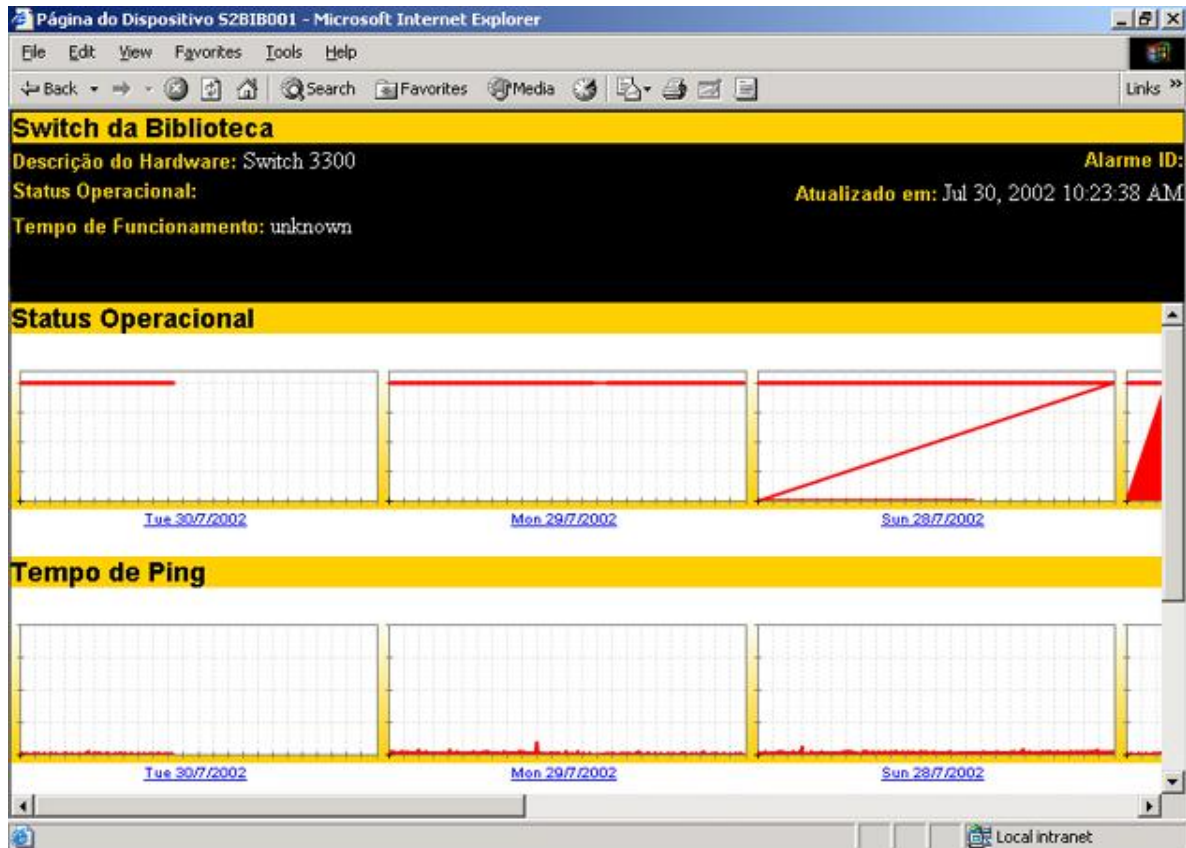 Página do Dispositivo S2BIB001 - Microsoft Internet Explorer
File Edit View Favorites Tools Help
Back Search Favorites Media Links »
Switch da Biblioteca
Descrição do Hardware: Switch 3300 Alarme ID:
Status Operacional: Atualizado em: Jul 30, 2002 10:23:38 AM
Tempo de Funcionamento: unknown
Status Operacional
Tue 30/7/2002 Mon 29/7/2002 Sun 28/7/2002
Tempo de Ping
Tue 30/7/2002 Mon 29/7/2002 Sun 28/7/2002
Local intranet